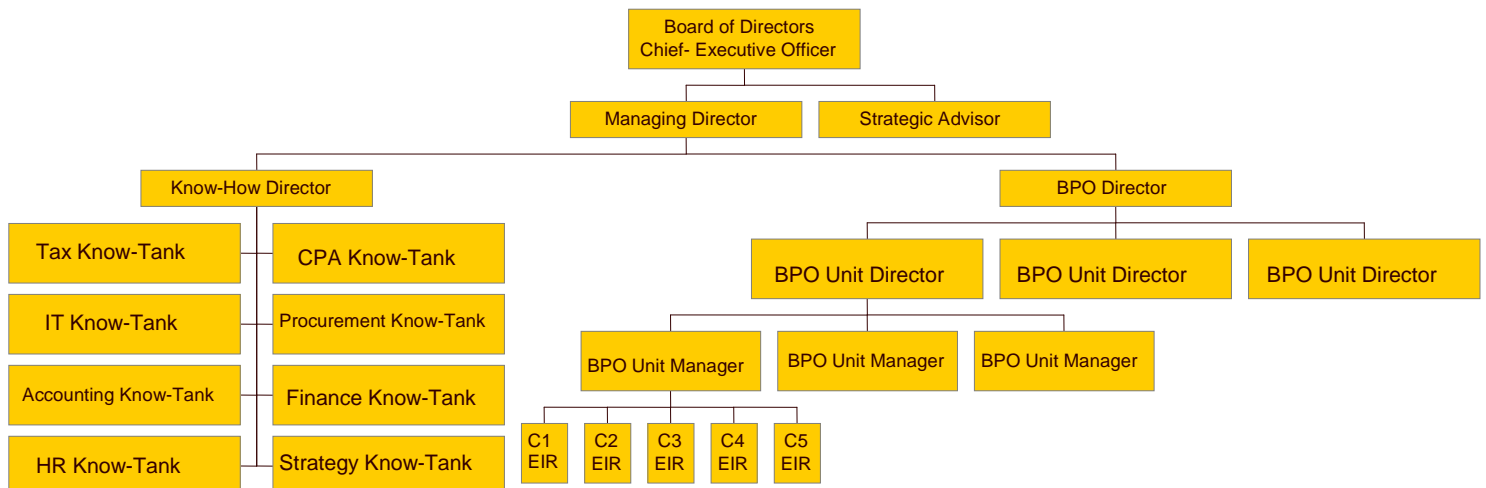 Board of Directors
Chief- Executive Officer
Managing Director
Strategic Advisor
Know-How Director
BPO Director
Tax Know-Tank
CPA Know-Tank
IT Know-Tank
Procurement Know-Tank
Accounting Know-Tank
Finance Know-Tank
HR Know-Tank
Strategy Know-Tank
BPO Unit Director
BPO Unit Director
BPO Unit Director
BPO Unit Manager
BPO Unit Manager
BPO Unit Manager
C1
EIR
C2
EIR
C3
EIR
C4
EIR
C5
EIR